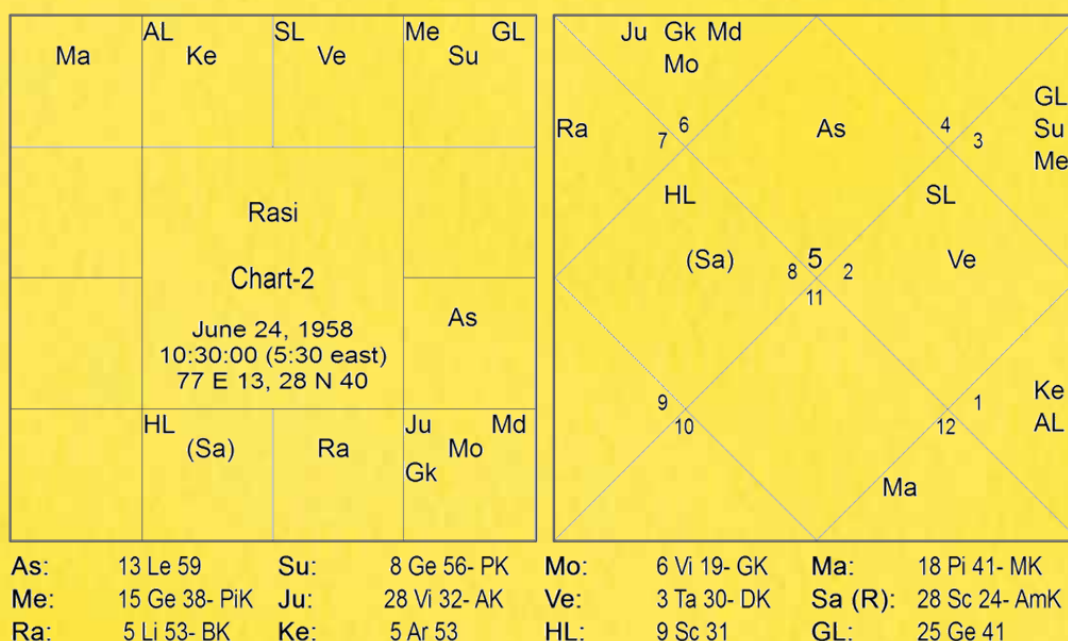 AL SL Me GL
Ma Ke Ve Su
Rasi
Chart-2
June 24, 1958
10:30:00 (5:30 east)
77 E 13, 28 N 40
As
HL Ju Md
(Sa) Ra Mo
Gk
Ju Gk Md
Mo
GL
Ra 6 As 4 Su
7 3 Me
HL SL
(Sa) 5 Ve
8 2
11
9 1 Ke
10 12 AL
Ma
As: 13 Le 59 Su: 8 Ge 56- PK Mo: 6 Vi 19- GK Ma: 18 Pi 41- MK
Me: 15 Ge 38- PiK Ju: 28 Vi 32- AK Ve: 3 Ta 30- DK Sa (R): 28 Sc 24- AmK
Ra: 5 Li 53- BK Ke: 5 Ar 53 HL: 9 Sc 31 GL: 25 Ge 41